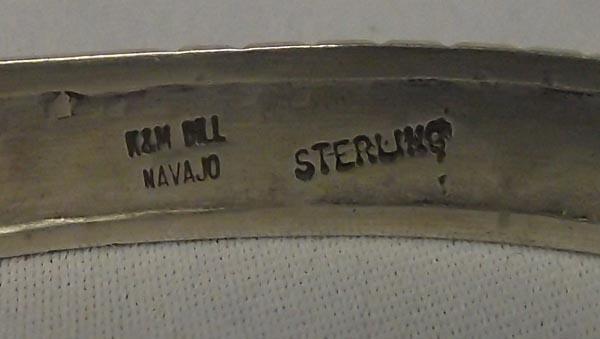 K&M BILL
NAVAJO
STERLING